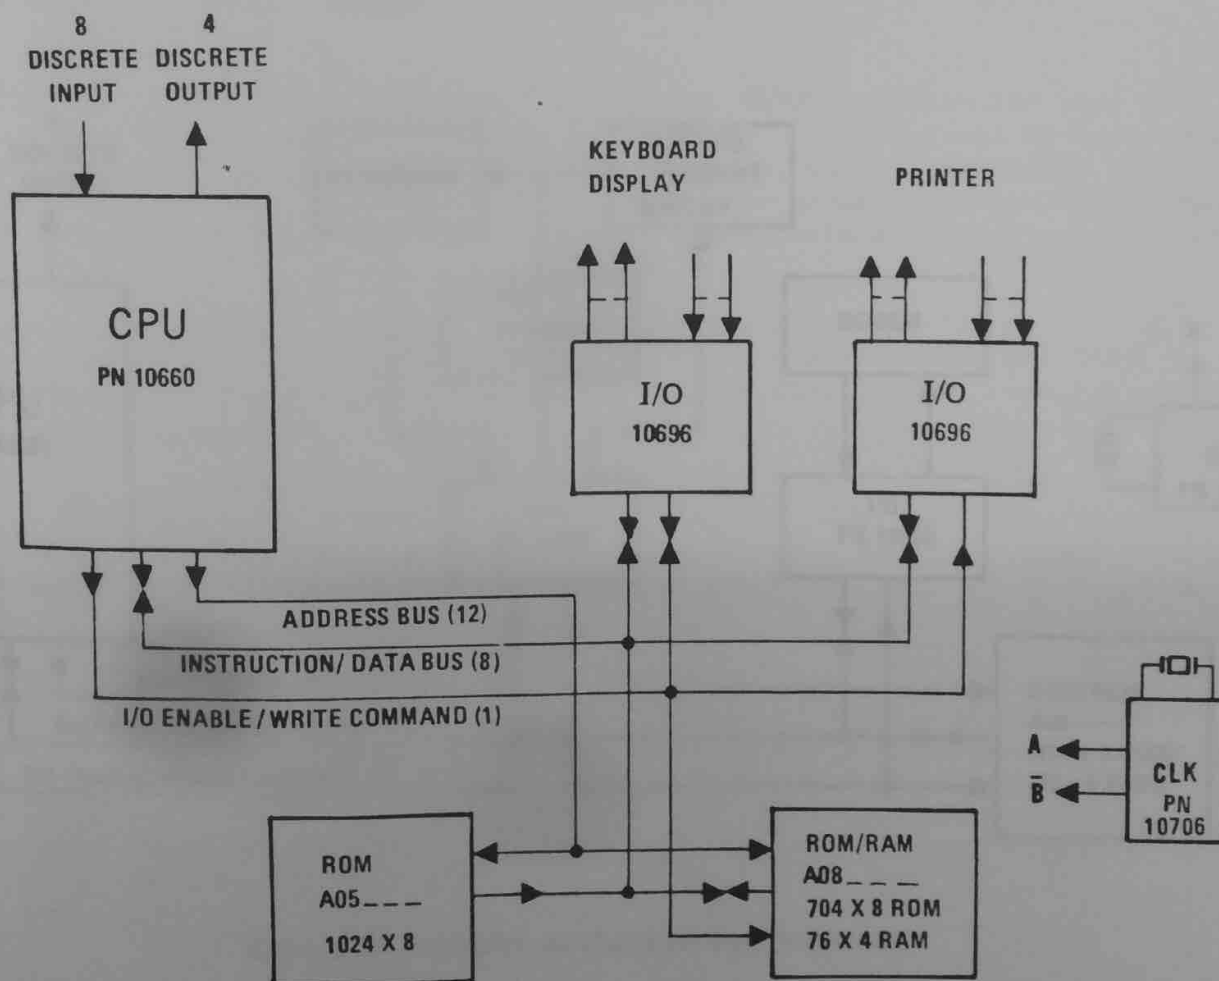 8
DISCRETE
INPUT
4
DISCRETE
OUTPUT
KEYBOARD
DISPLAY
PRINTER
CPU
PN 10660
I/O
10696
I/O
10696
ADDRESS BUS (12)
INSTRUCTION/ DATA BUS (8)
I/O ENABLE / WRITE COMMAND (1)
A
B̅
CLK
PN
10706
ROM
A05_ _ _
1024 X 8
ROM/RAM
A08_ _ _
704 X 8 ROM
76 X 4 RAM